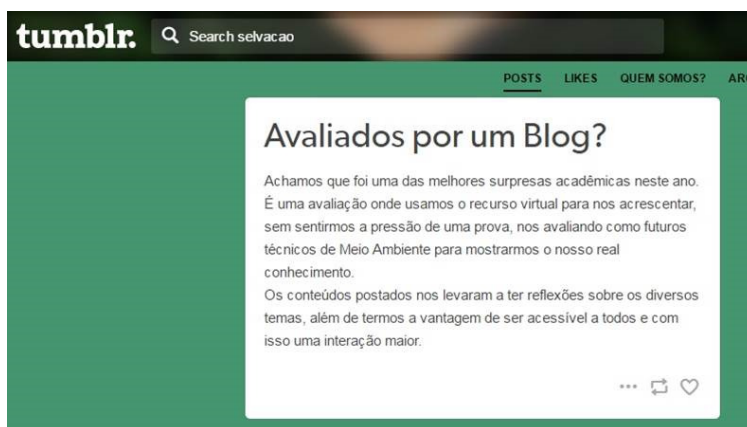 tumblr. Search selvacao
POSTS LIKES QUEM SOMOS?
Avaliados por um Blog?
Achamos que foi uma das melhores surpresas acadêmicas neste ano.
É uma avaliação onde usamos o recurso virtual para nos acrescentar,
sem sentirmos a pressão de uma prova, nos avaliando como futuros
técnicos de Meio Ambiente para mostrarmos o nosso real
conhecimento.
Os conteúdos postados nos levaram a ter reflexões sobre os diversos
temas, além de termos a vantagem de ser acessível a todos e com
isso uma interação maior.